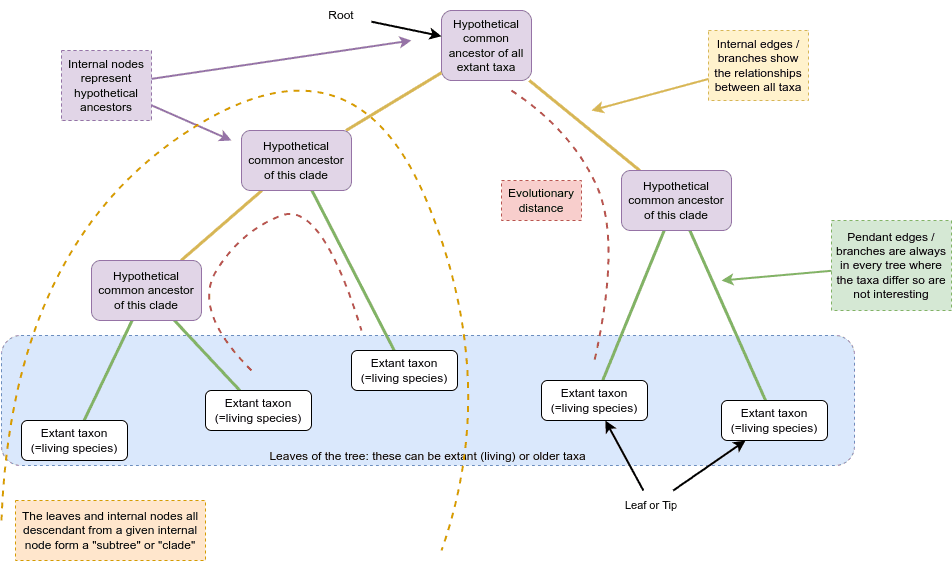 Root
Hypothetical
common
ancestor of all
extant taxa
Internal nodes
represent
hypothetical
ancestors
Internal edges /
branches show
the relationships
between all taxa
Hypothetical
common ancestor
of this clade
Evolutionary
distance
Hypothetical
common ancestor
of this clade
Pendant edges /
branches are always
in every tree where
the taxa differ so are
not interesting
Hypothetical
common ancestor
of this clade
Extant taxon
(=living species)
Extant taxon
(=living species)
Extant taxon
(=living species)
Extant taxon
(=living species)
Extant taxon
(=living species)
Leaves of the tree: these can be extant (living) or older taxa
Leaf or Tip
The leaves and internal nodes all
descendant from a given internal
node form a "subtree" or "clade"